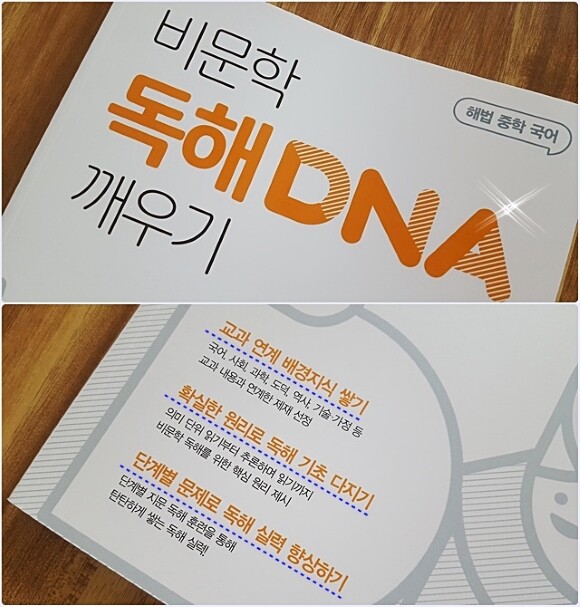 비문학
해법 중학 국어
독해 DNA
깨우기
교과 연계 배경지식 쌓기
국어, 사회, 과학, 도덕, 역사, 기술·가정 등
교과 내용과 연계한 제재 선정
확실한 원리로 독해 기초 다지기
의미 단위 읽기부터 추론하며 읽기까지
비문학 독해를 위한 핵심 원리 제시
단계별 문제로 독해 실력 향상하기
단계별 지문 독해 훈련을 통해
탄탄하게 쌓는 독해 실력!